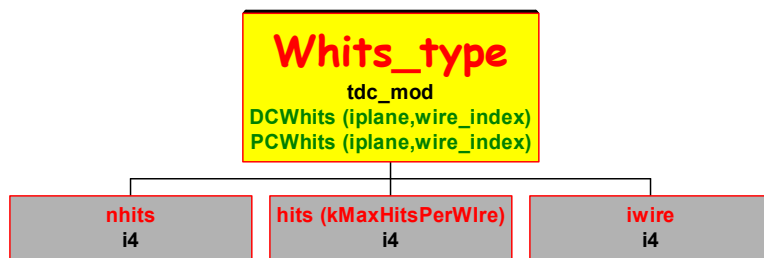 Whits_type
tdc_mod
DCWhits (iplane,wire_index)
PCWhits (iplane,wire_index)
nhits
i4
hits (kMaxHitsPerWIre)
i4
iwire
i4